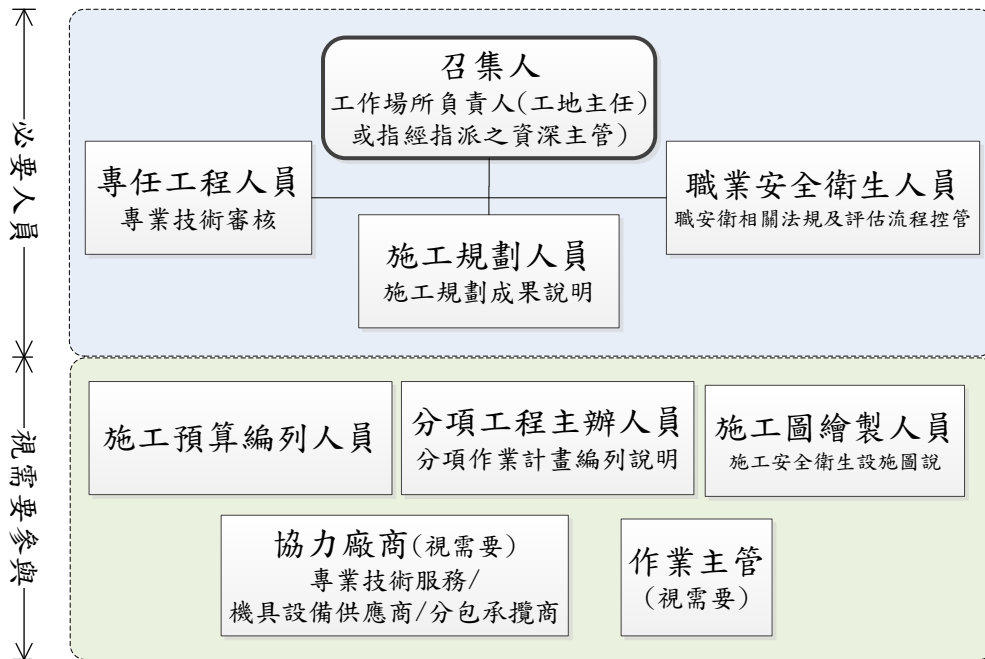 必要人員
召集人
工作場所負責人(工地主任)
或指經指派之資深主管)
專任工程人員
專業技術審核
職業安全衛生人員
職安衛相關法規及評估流程控管
施工規劃人員
施工規劃成果說明
視需要參與
施工預算編列人員
分項工程主辦人員
分項作業計畫編列說明
施工圖繪製人員
施工安全衛生設施圖說
協力廠商(視需要)
專業技術服務/
機具設備供應商/分包承攬商
作業主管
(視需要)